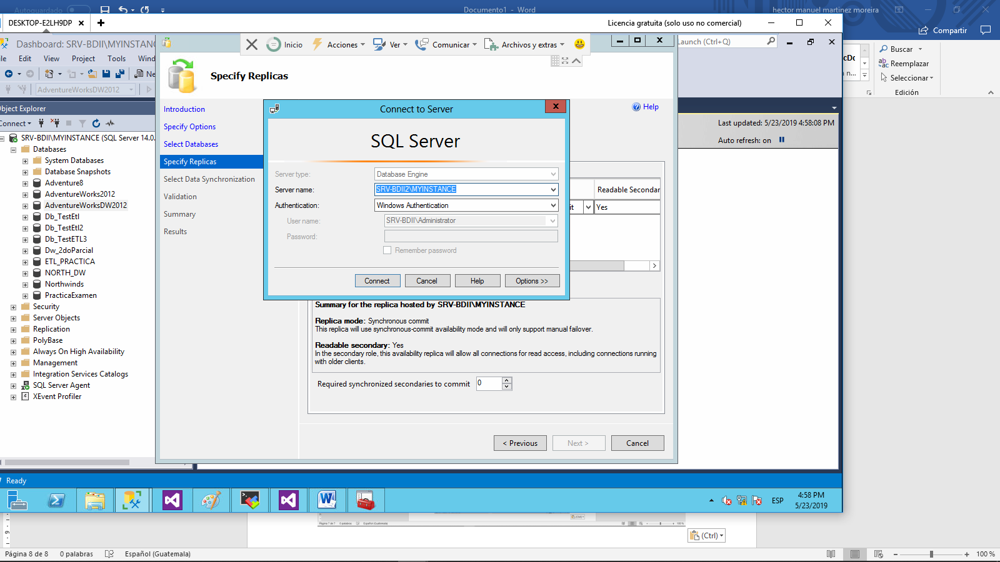 Autoguardado
Documento1 - Word
hector manuel martinez moreira
DESKTOP-E2LH9DP
Licencia gratuita (solo uso no comercial)
Compartir
Dashboard: SRV-BDII\MYINSTANC
Inicio
Acciones
Ver
Comunicar
Archivos y extras
Launch (Ctrl+Q)
Buscar
Reemplazar
Seleccionar
Edición
le Edit View Project Tools Wind
Ne
AdventureWorksDW2012
Specify Replicas
Object Explorer
Connect
SRV-BDII\MYINSTANCE (SQL Server 14.0.
Databases
System Databases
Database Snapshots
Adventure8
AdventureWorks2012
AdventureWorksDW2012
Db_TestEtl
Db_TestEtl2
Db_TestETL3
Dw_2doParcial
ETL_PRACTICA
NORTH_DW
Northwinds
PracticaExamen
Security
Server Objects
Replication
PolyBase
Always On High Availability
Management
Integration Services Catalogs
SQL Server Agent
XEvent Profiler
Introduction
Specify Options
Select Databases
Specify Replicas
Select Data Synchronization
Validation
Summary
Results
Help
Last updated: 5/23/2019 4:58:08 PM
Auto refresh: on
Connect to Server
SQL Server
Server type: Database Engine
Server name: SRV-BDII2\MYINSTANCE
Authentication: Windows Authentication
User name: SRV-BDII\Administrator
Password:
Remember password
Connect Cancel Help Options >>
Readable Secondar
it Yes
Summary for the replica hosted by SRV-BDII\MYINSTANCE
Replica mode: Synchronous commit
This replica will use synchronous-commit availability mode and will only support manual failover.
Readable secondary: Yes
In the secondary role, this availability replica will allow all connections for read access, including connections running
with older clients.
Required synchronized secondaries to commit 0
< Previous Next > Cancel
Ready
ESP
4:58 PM
5/23/2019
(Ctrl)
Página 8 de 8 0 palabras Español (Guatemala)
100 %